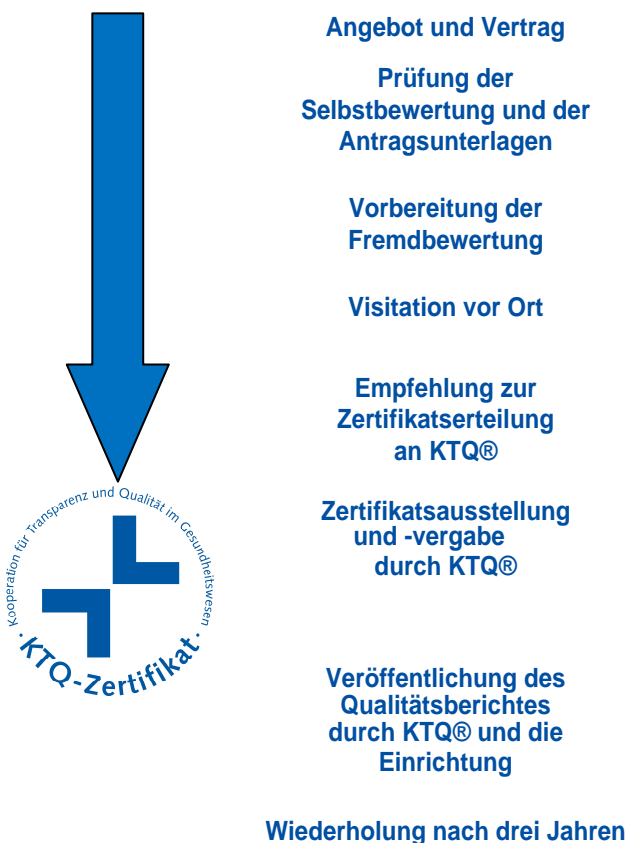 Angebot und Vertrag
Prüfung der
Selbstbewertung und der
Antragsunterlagen
Vorbereitung der
Fremdbewertung
Visitation vor Ort
Empfehlung zur
Zertifikatserteilung
an KTQ®
Zertifikatsausstellung
und -vergabe
durch KTQ®
Kooperation für Transparenz und Qualität im Gesundheitswesen
· KTQ-Zertifikat ·
Veröffentlichung des
Qualitätsberichtes
durch KTQ® und die
Einrichtung
Wiederholung nach drei Jahren